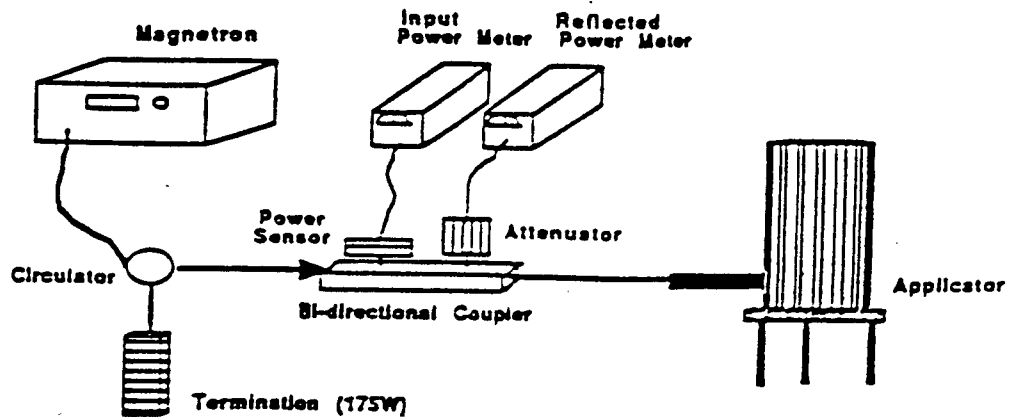 Magnetron
Input
Power Meter
Reflected
Power Meter
Power
Sensor
Attenuator
Circulator
Bi-directional Coupler
Applicator
Termination (175W)